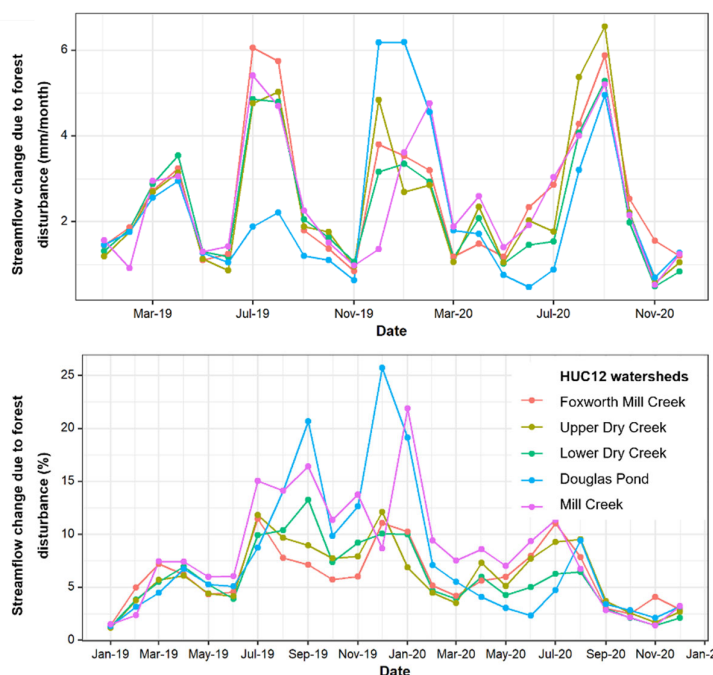 Streamflow change due to forest
disturbance (mm/month)
6
4
2
Mar-19 Jul-19 Nov-19 Mar-20 Jul-20 Nov-20
Date
Streamflow change due to forest
disturbance (%)
25
20
15
10
5
0
HUC12 watersheds
Foxworth Mill Creek
Upper Dry Creek
Lower Dry Creek
Douglas Pond
Mill Creek
Jan-19 Mar-19 May-19 Jul-19 Sep-19 Nov-19 Jan-20 Mar-20 May-20 Jul-20 Sep-20 Nov-20 Jan-2
Date